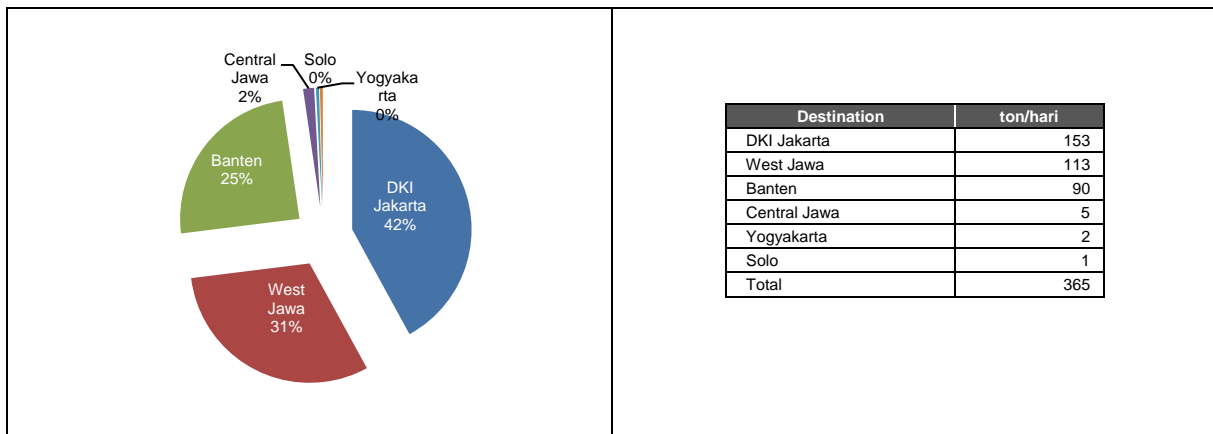 Central
Jawa
2%
Solo
0%
Yogyaka
rta
0%
Banten
25%
DKI
Jakarta
42%
West
Jawa
31%
Destination ton/hari
DKI Jakarta 153
West Jawa 113
Banten 90
Central Jawa 5
Yogyakarta 2
Solo 1
Total 365